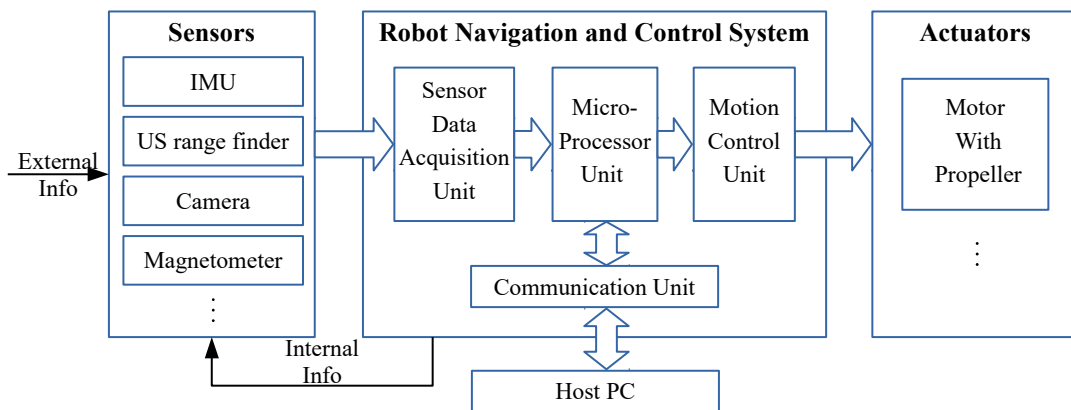 Sensors
IMU
US range finder
Camera
Magnetometer
External
Info
Robot Navigation and Control System
Sensor
Data
Acquisition
Unit
Micro-
Processor
Unit
Motion
Control
Unit
Communication Unit
Internal
Info
Host PC
Actuators
Motor
With
Propeller